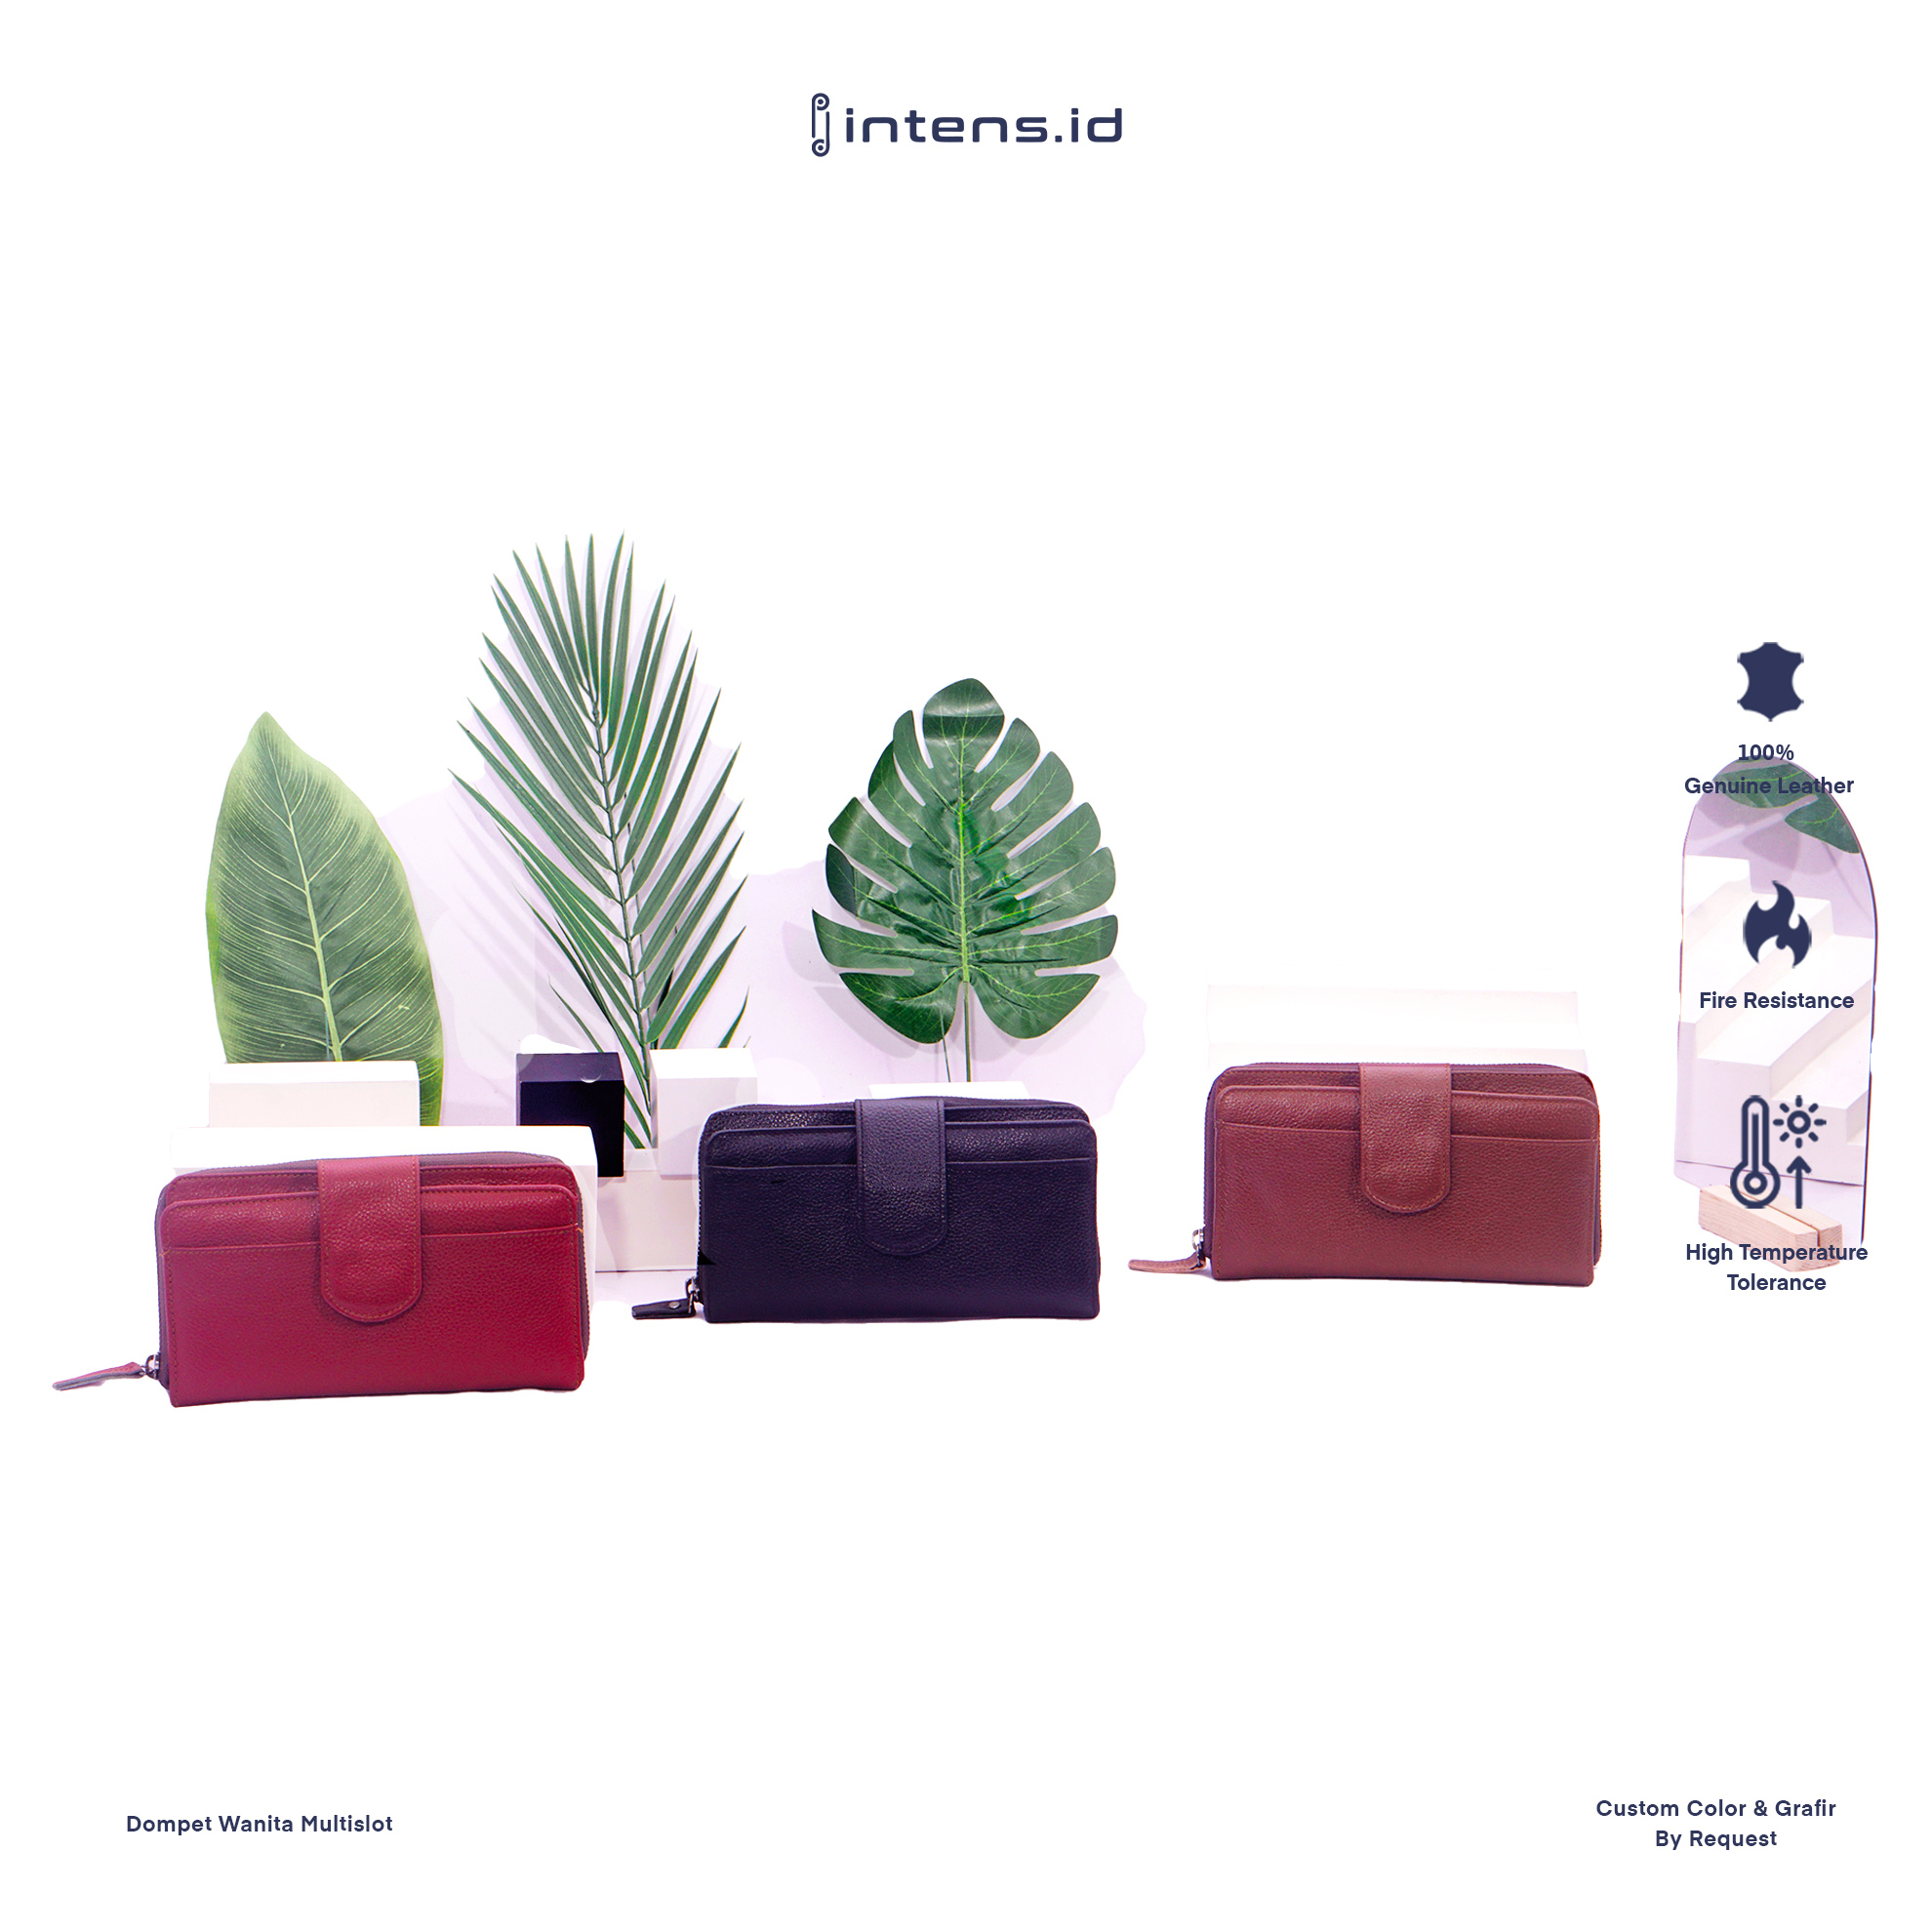 intens.id
100%
Genuine Leather
Fire Resistance
High Temperature
Tolerance
Dompet Wanita Multislot
Custom Color & Grafir
By Request